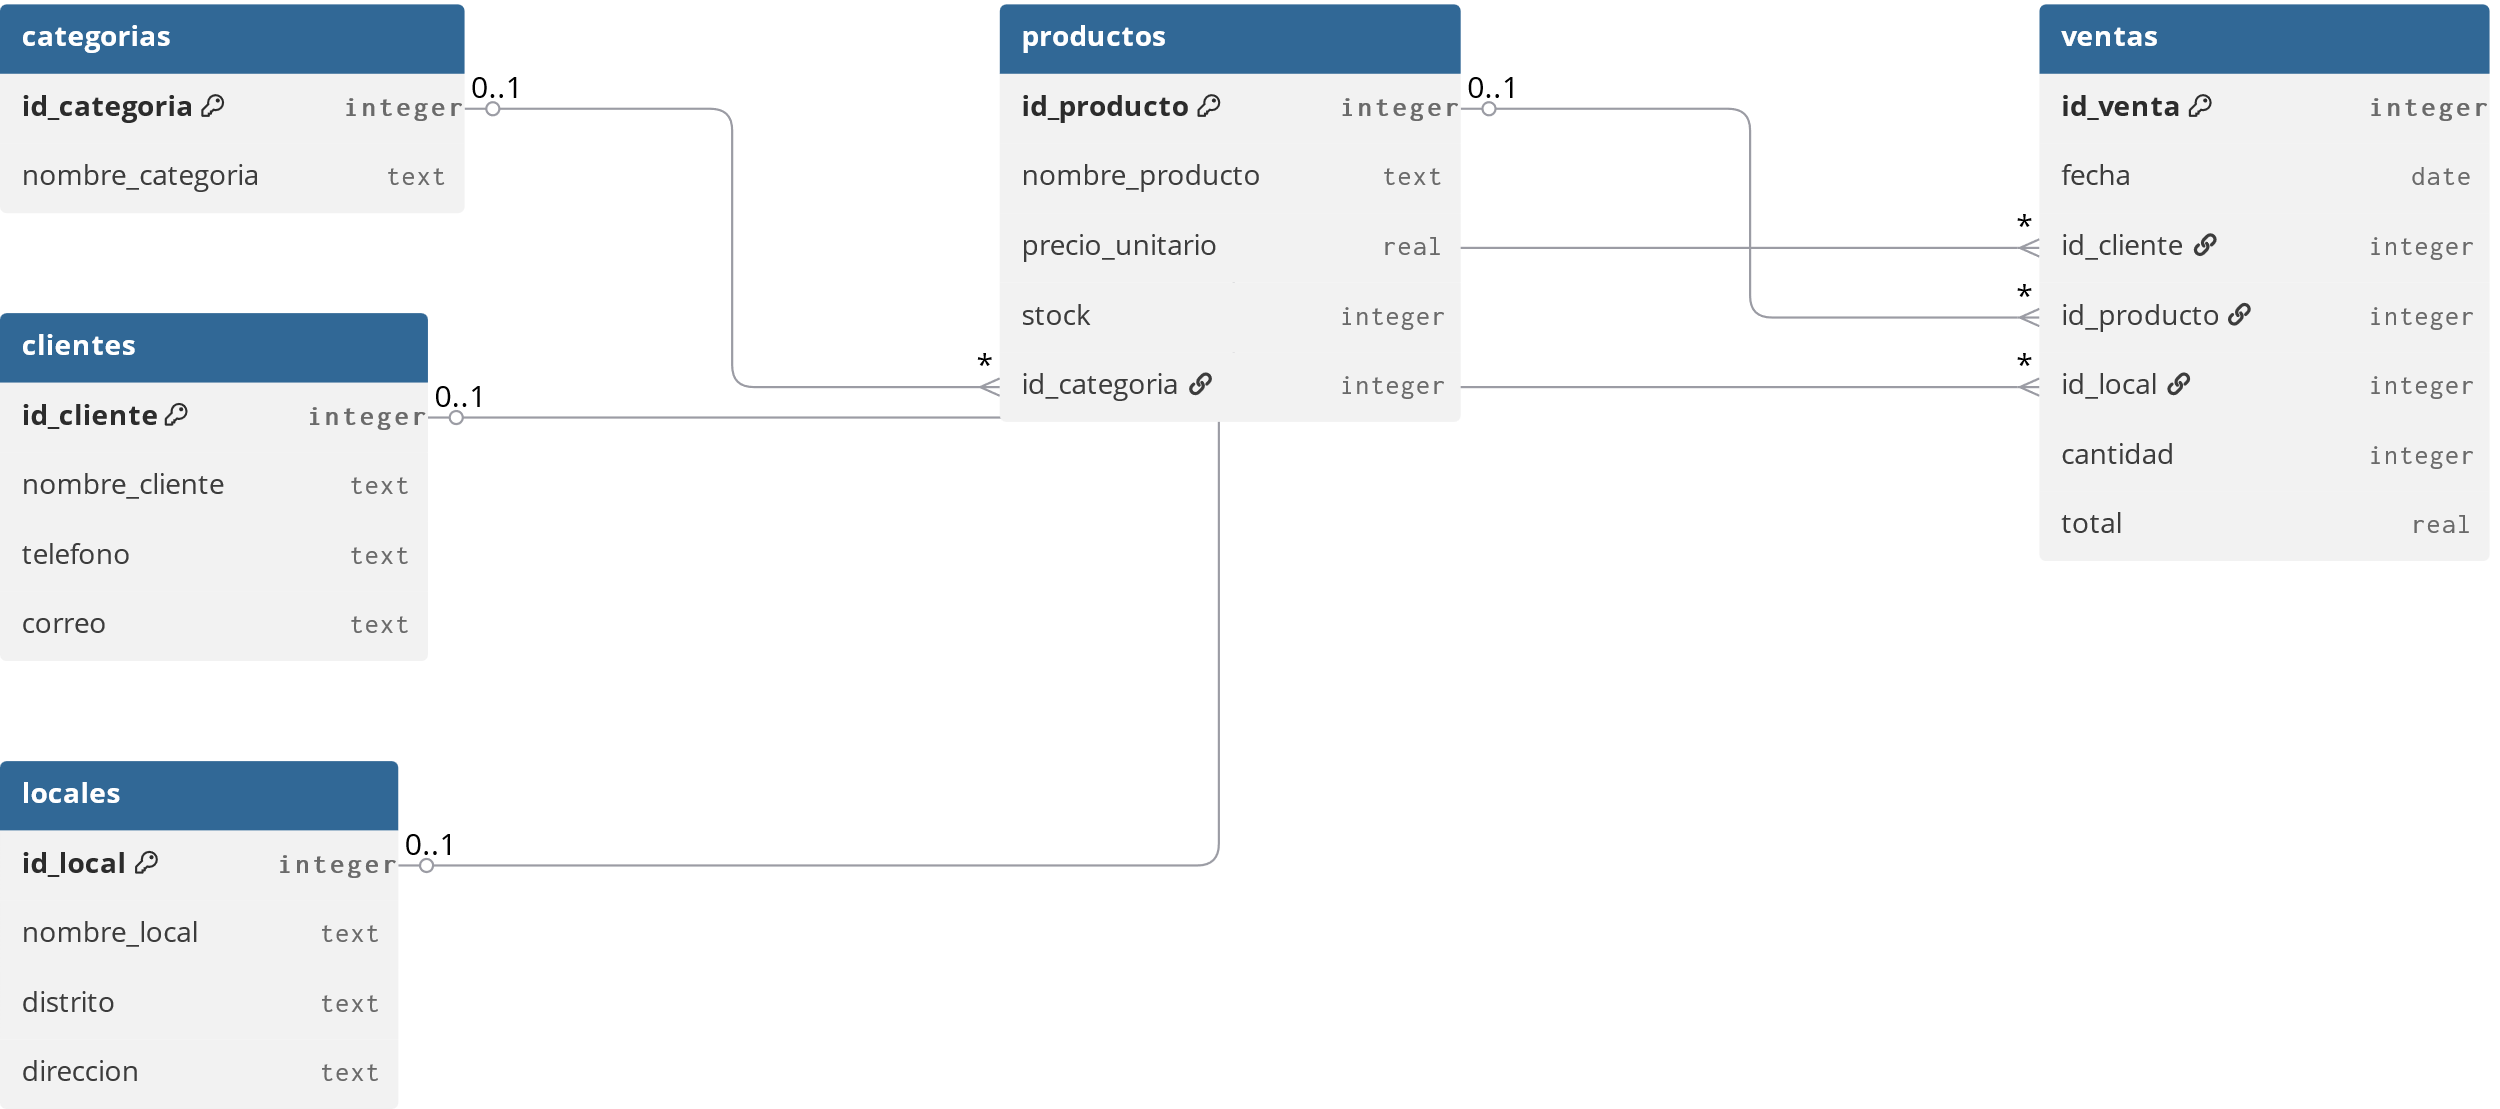 categorias
id_categoria integer
nombre_categoria text
0..1
*
clientes
id_cliente integer
nombre_cliente text
telefono text
correo text
0..1
locales
id_local integer
nombre_local text
distrito text
direccion text
0..1
productos
id_producto integer
nombre_producto text
precio_unitario real
stock integer
id_categoria integer
0..1
*
*
*
ventas
id_venta integer
fecha date
id_cliente integer
id_producto integer
id_local integer
cantidad integer
total real